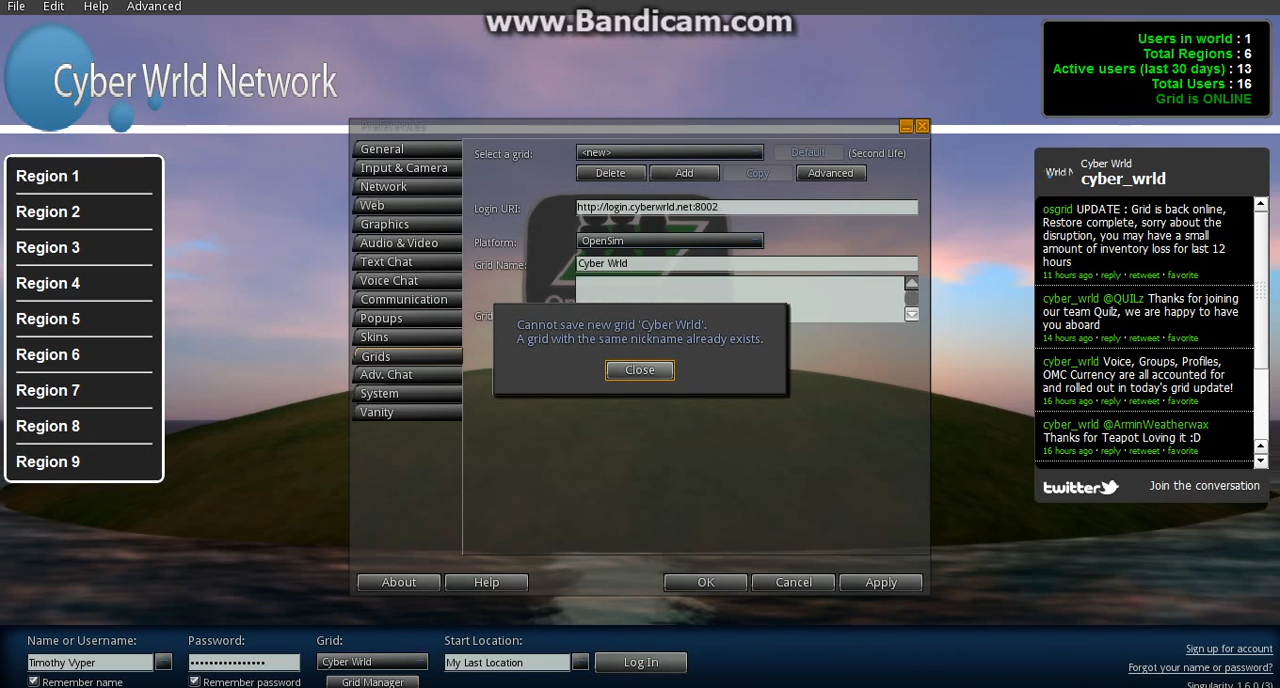 File Edit Help Advanced
www.Bandicam.com
Cyber Wrld Network
Users in world : 1
Total Regions : 6
Active users (last 30 days) : 13
Total Users : 16
Grid is ONLINE
Region 1
Region 2
Region 3
Region 4
Region 5
Region 6
Region 7
Region 8
Region 9
General
Input & Camera
Network
Web
Graphics
Audio & Video
Text Chat
Voice Chat
Communication
Popups
Skins
Grids
Adv. Chat
System
Vanity
Select a grid: <new> Default (Second Life)
Delete Add Copy Advanced
Login URI: http://login.cyberwrld.net:8002
Platform: OpenSim
Grid Name: Cyber Wrld
Cannot save new grid 'Cyber Wrld'.
A grid with the same nickname already exists.
Close
About Help OK Cancel Apply
Wrld N
Cyber Wrld
cyber_wrld
osgrid UPDATE : Grid is back online,
Restore complete, sorry about the
disruption, you may have a small
amount of inventory loss for last 12
hours
11 hours ago · reply · retweet · favorite
cyber_wrld @QUILz Thanks for joining
our team Quilz, we are happy to have
you aboard
14 hours ago · reply · retweet · favorite
cyber_wrld Voice, Groups, Profiles,
OMC Currency are all accounted for
and rolled out in today's grid update!
16 hours ago · reply · retweet · favorite
cyber_wrld @ArminWeatherwax
Thanks for Teapot Loving it :D
16 hours ago · reply · retweet · favorite
twitter Join the conversation
Name or Username: Password: Grid: Start Location:
Timothy Vyper •••••••••••••••• Cyber Wrld My Last Location Log In
Remember name Remember password Grid Manager
Sign up for account
Forgot your name or password?
Singularity 1.6.0 (3)